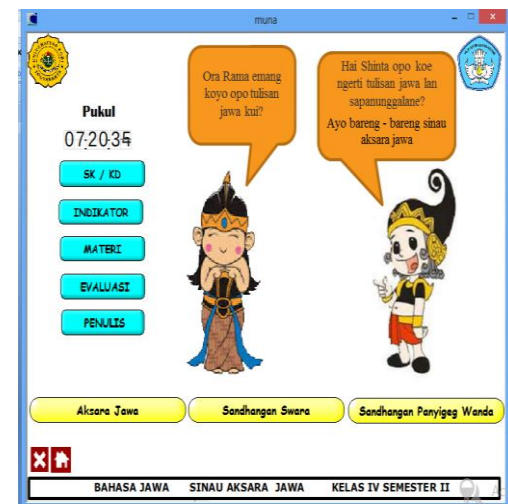 muna
Ora Rama emang
koyo opo tulisan
jawa kui?
Hai Shinta opo koe
ngerti tulisan jawa lan
sapanunggalane?
Ayo bareng - bareng sinau
aksara jawa
Pukul
07:20:35
SK / KD
INDIKATOR
MATERI
EVALUASI
PENULIS
Aksara Jawa
Sandhangan Swara
Sandhangan Panyigeg Wanda
BAHASA JAWA SINAU AKSARA JAWA KELAS IV SEMESTER II